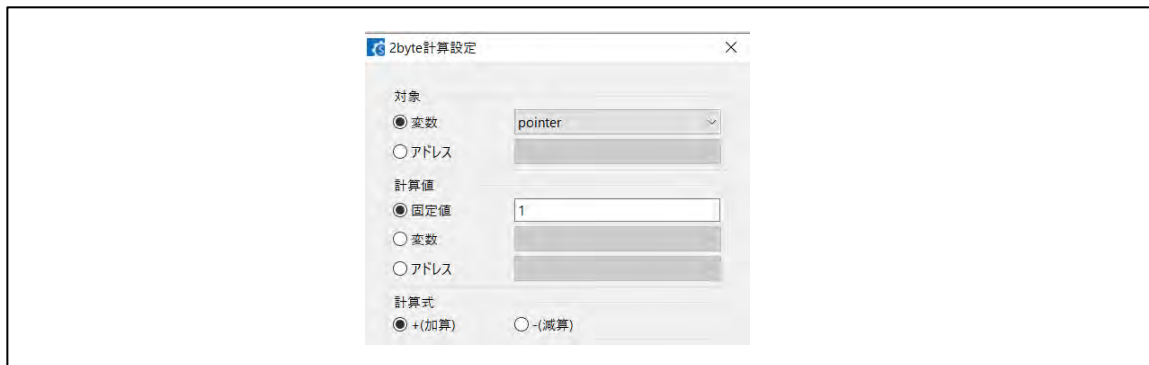 2byte計算設定
対象
変数 pointer
アドレス
計算値
固定値 1
変数
アドレス
計算式
+(加算) -(減算)